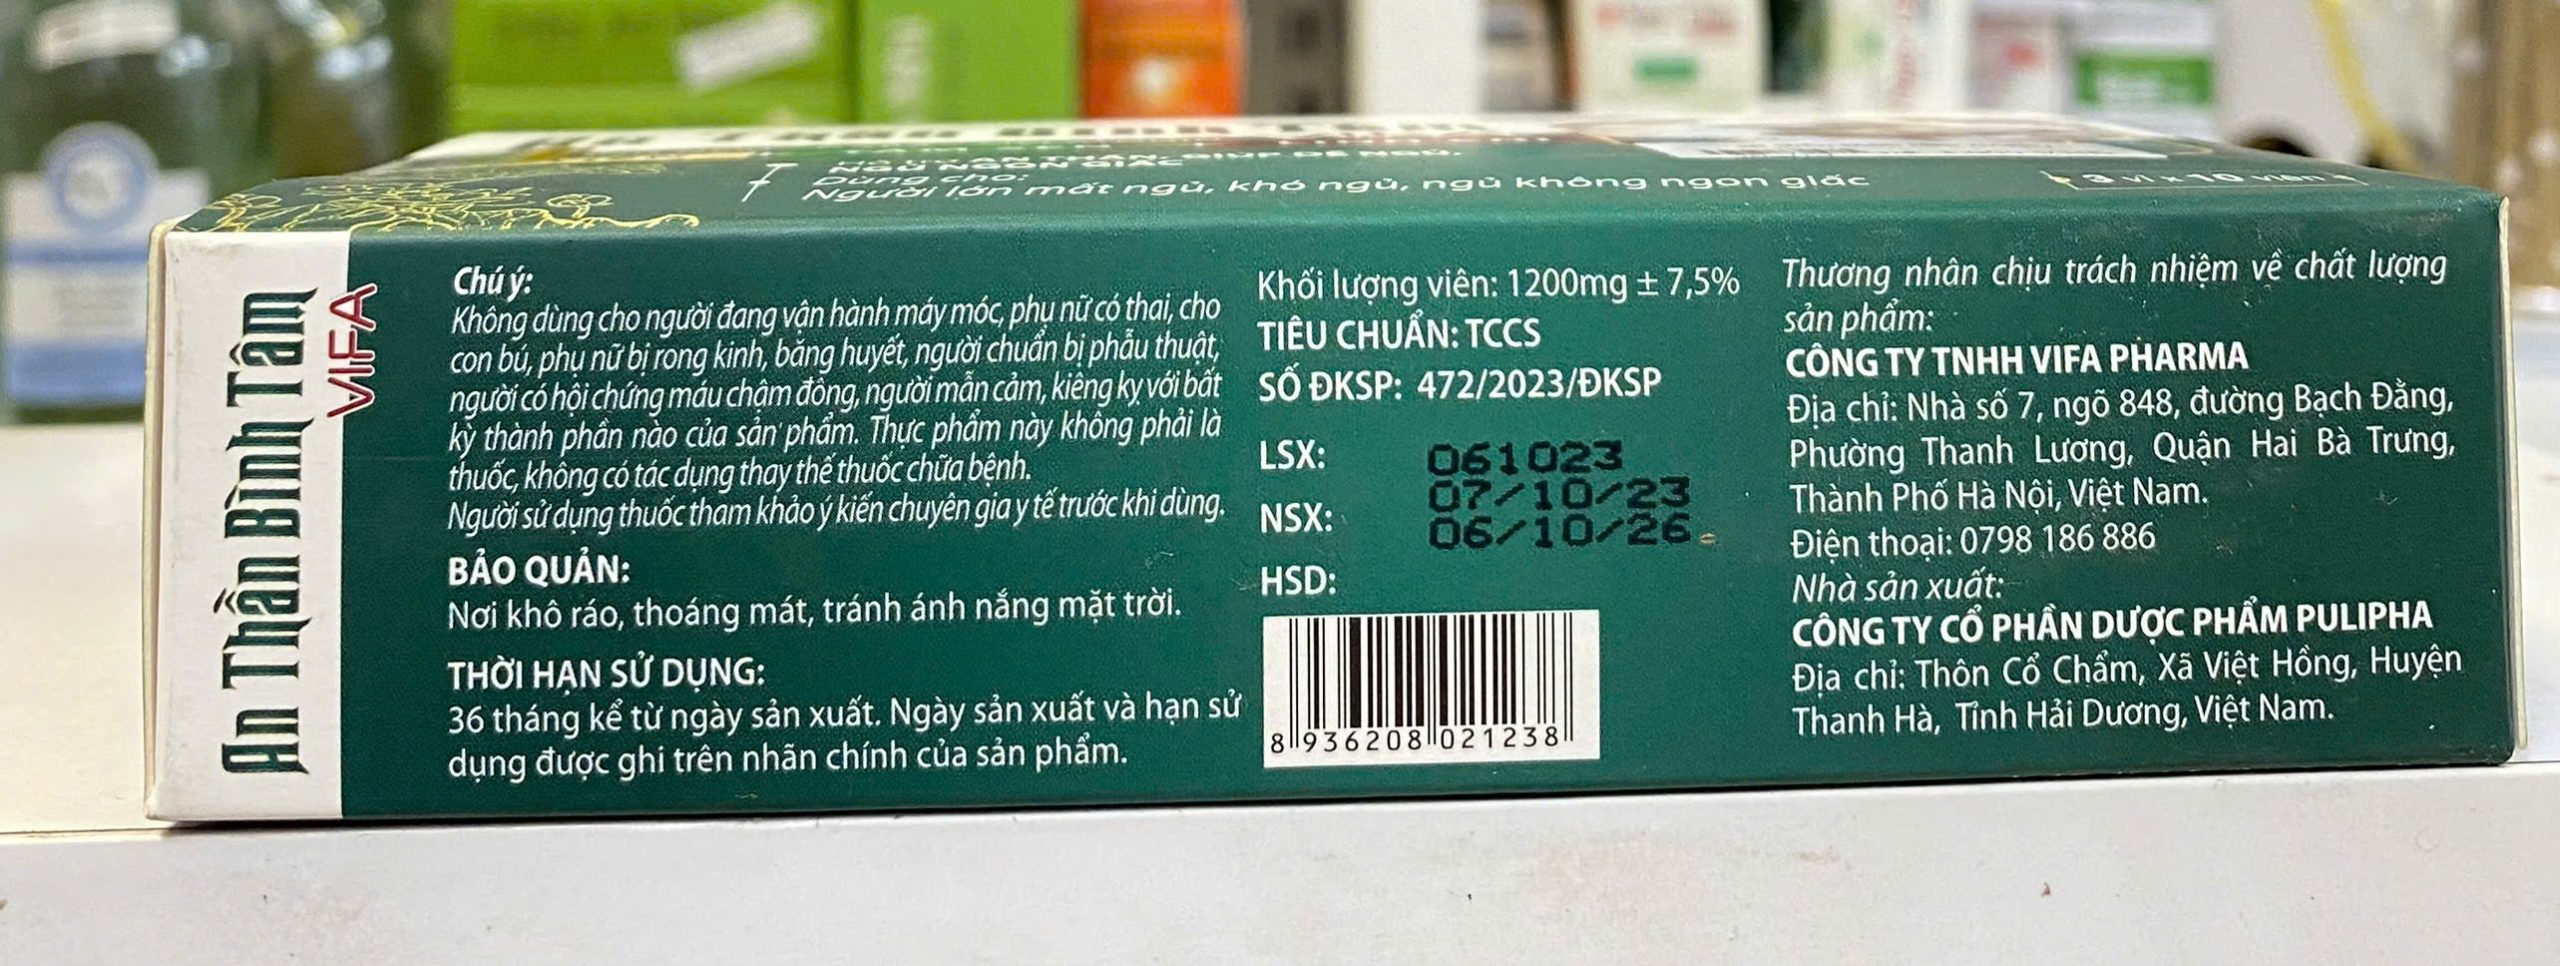 Dùng cho:
Người lớn mất ngủ, khó ngủ, ngủ không ngon giấc
3 vỉ x 10 viên
An Thần Bình Tâm
VIFA
Chú ý:
Không dùng cho người đang vận hành máy móc, phụ nữ có thai, cho
con bú, phụ nữ bị rong kinh, băng huyết, người chuẩn bị phẫu thuật,
người có hội chứng máu chậm đông, người mẫn cảm, kiêng kỵ với bất
kỳ thành phần nào của sản phẩm. Thực phẩm này không phải là
thuốc, không có tác dụng thay thế thuốc chữa bệnh.
Người sử dụng thuốc tham khảo ý kiến chuyên gia y tế trước khi dùng.
BẢO QUẢN:
Nơi khô ráo, thoáng mát, tránh ánh nắng mặt trời.
THỜI HẠN SỬ DỤNG:
36 tháng kể từ ngày sản xuất. Ngày sản xuất và hạn sử
dụng được ghi trên nhãn chính của sản phẩm.
Khối lượng viên: 1200mg ± 7,5%
TIÊU CHUẨN: TCCS
SỐ ĐKSP: 472/2023/ĐKSP
LSX: 061023
NSX: 07/10/23
HSD: 06/10/26
8 936208 021238
Thương nhân chịu trách nhiệm về chất lượng
sản phẩm:
CÔNG TY TNHH VIFA PHARMA
Địa chỉ: Nhà số 7, ngõ 848, đường Bạch Đằng,
Phường Thanh Lương, Quận Hai Bà Trưng,
Thành Phố Hà Nội, Việt Nam.
Điện thoại: 0798 186 886
Nhà sản xuất:
CÔNG TY CỔ PHẦN DƯỢC PHẨM PULIPHA
Địa chỉ: Thôn Cổ Chẩm, Xã Việt Hồng, Huyện
Thanh Hà, Tỉnh Hải Dương, Việt Nam.